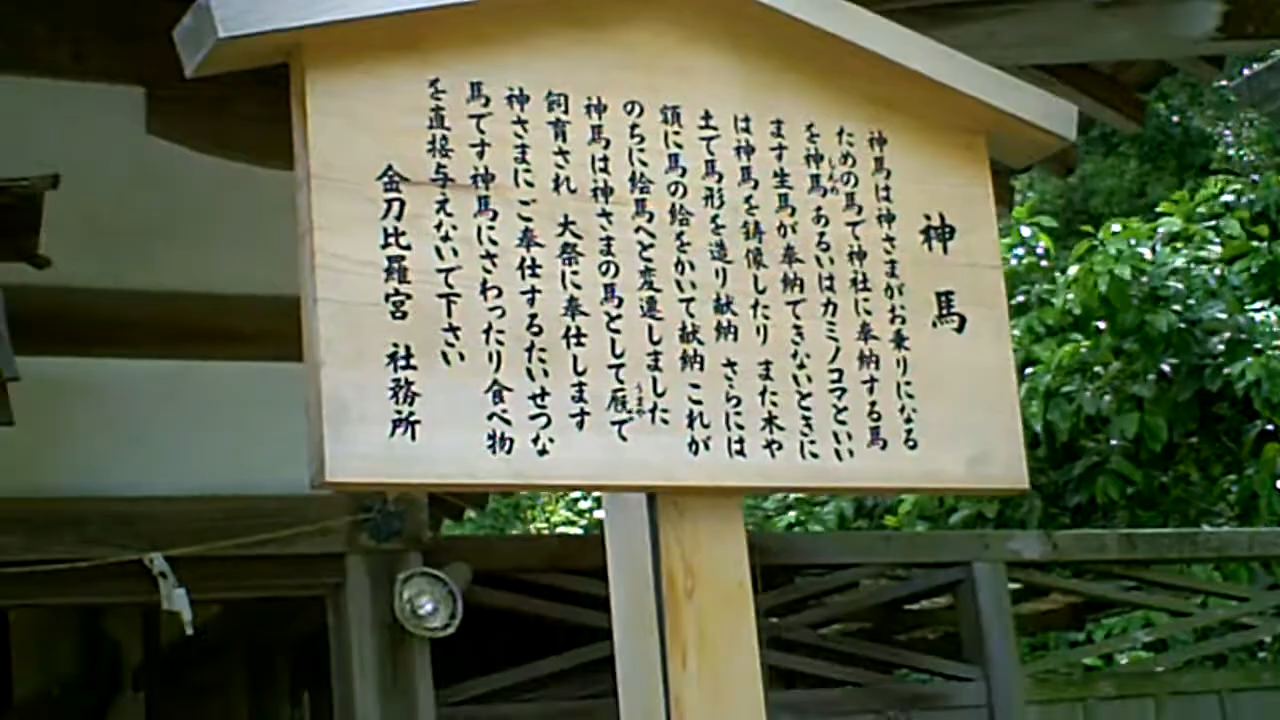 神馬
神馬は神さまがお乗りになる
ための馬で神社に奉納する馬
を神馬あるいはカミノコマといい
ます生馬が奉納できないときに
は神馬を鋳像したり また木や
土で馬形を造り献納 さらには
額に馬の絵をかいて献納 これが
のちに絵馬へと変遷しました
神馬は神さまの馬として厩で
飼育され 大祭に奉仕します
神さまにご奉仕するたいせつな
馬です神馬にさわったり食べ物
を直接与えないで下さい
金刀比羅宮 社務所